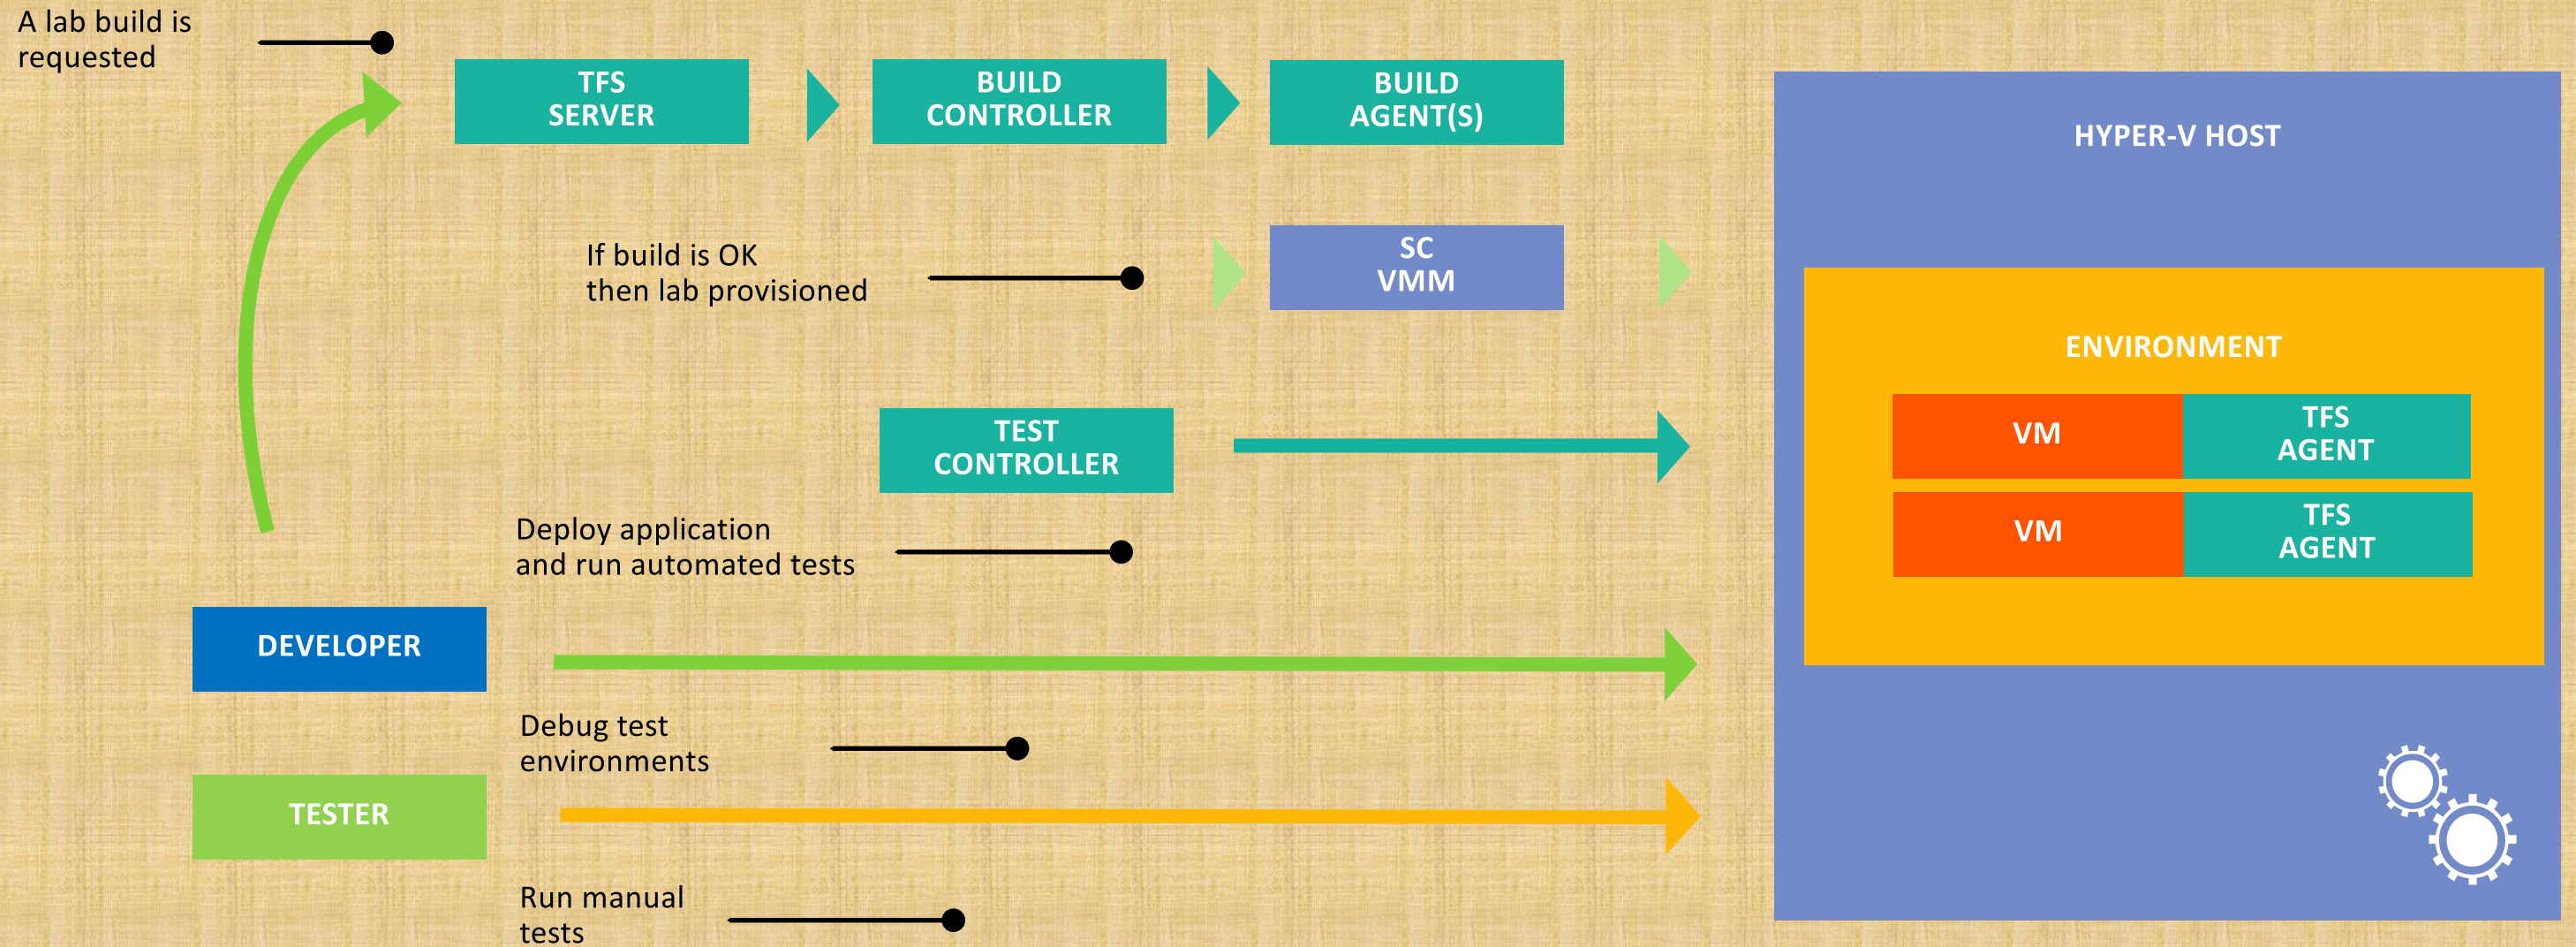 A lab build is
requested
TFS
SERVER
BUILD
CONTROLLER
BUILD
AGENT(S)
HYPER-V HOST
If build is OK
then lab provisioned
SC
VMM
ENVIRONMENT
VM
TFS
AGENT
VM
TFS
AGENT
TEST
CONTROLLER
Deploy application
and run automated tests
DEVELOPER
Debug test
environments
TESTER
Run manual
tests